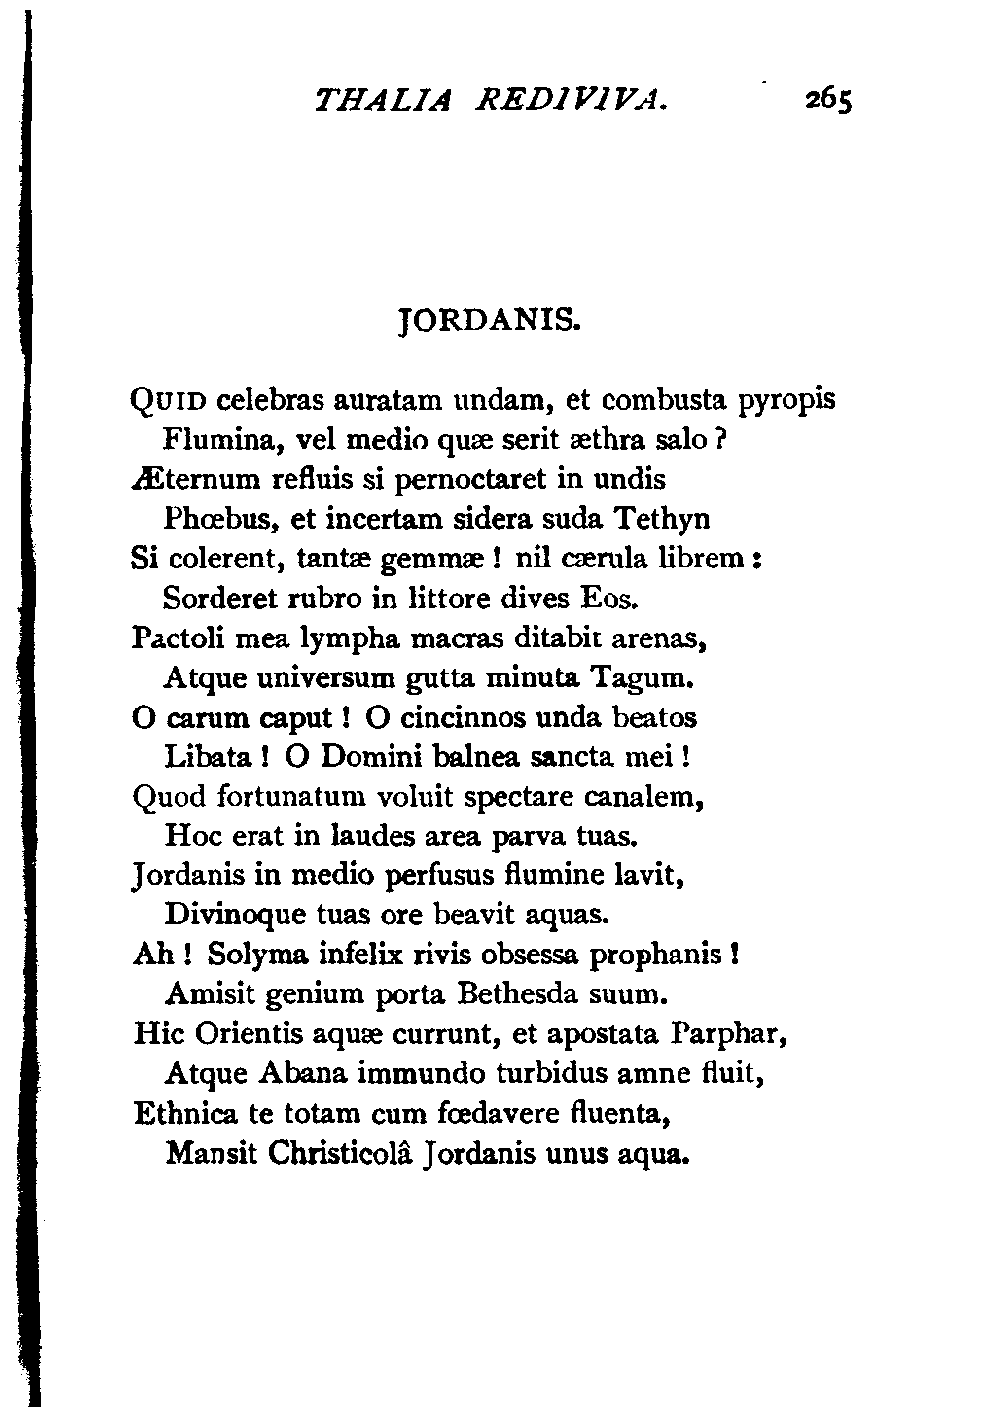 THALIA REDIVIVA. 265
JORDANIS.
QUID celebras auratam undam, et combusta pyropis
Flumina, vel medio quæ serit æthra salo ?
Æternum refluis si pernoctaret in undis
Phœbus, et incertam sidera suda Tethyn
Si colerent, tantæ gemmæ ! nil cærula librem :
Sorderet rubro in littore dives Eos.
Pactoli mea lympha macras ditabit arenas,
Atque universum gutta minuta Tagum.
O carum caput ! O cincinnos unda beatos
Libata ! O Domini balnea sancta mei !
Quod fortunatum voluit spectare canalem,
Hoc erat in laudes area parva tuas.
Jordanis in medio perfusus flumine lavit,
Divinoque tuas ore beavit aquas.
Ah ! Solyma infelix rivis obsessa prophanis !
Amisit genium porta Bethesda suum.
Hic Orientis aquæ currunt, et apostata Parphar,
Atque Abana immundo turbidus amne fluit,
Ethnica te totam cum fœdavere fluenta,
Mansit Christicolâ Jordanis unus aqua.